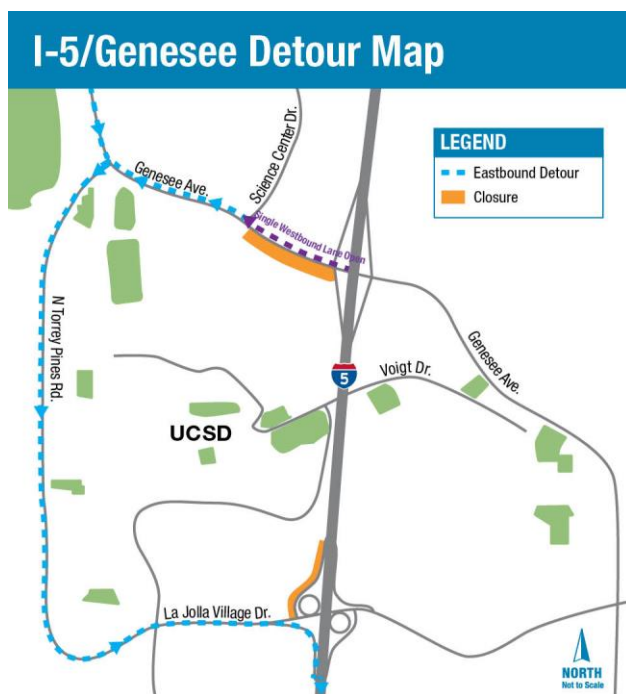 I-5/Genesee Detour Map
LEGEND
Eastbound Detour
Closure
Science Center Dr.
Genesee Ave.
Single Westbound Lane Open
N Torrey Pines Rd.
Genesee Ave.
5
Voigt Dr.
UCSD
La Jolla Village Dr.
NORTH
Not to Scale